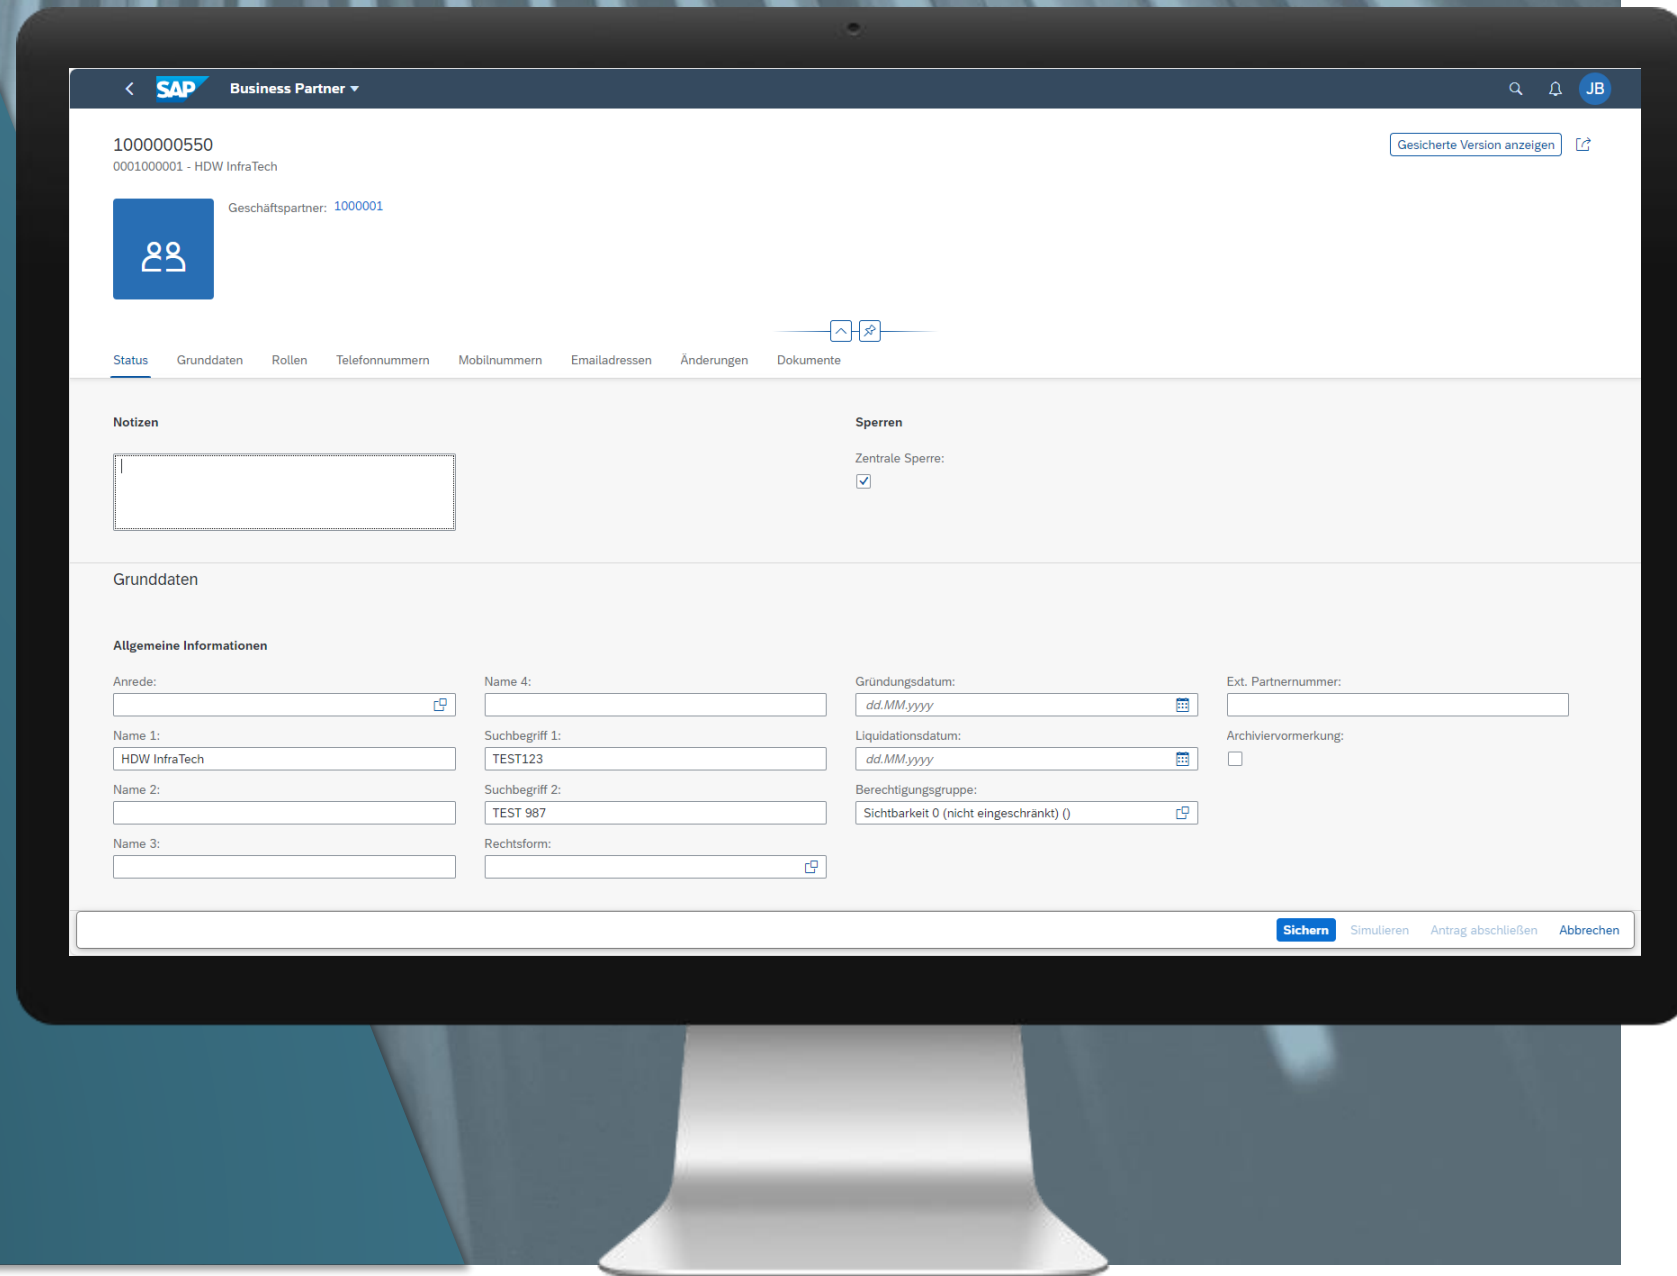 SAP Business Partner JB
1000000550 Gesicherte Version anzeigen
0001000001 - HDW InfraTech
Geschäftspartner: 1000001
Status Grunddaten Rollen Telefonnummern Mobilnummern Emailadressen Änderungen Dokumente
Notizen Sperren
Zentrale Sperre:
Grunddaten
Allgemeine Informationen
Anrede: Name 4: Gründungsdatum: Ext. Partnernummer:
dd.MM.yyyy
Name 1: Suchbegriff 1: Liquidationsdatum: Archiviervormerkung:
HDW InfraTech TEST123 dd.MM.yyyy
Name 2: Suchbegriff 2: Berechtigungsgruppe:
TEST 987 Sichtbarkeit 0 (nicht eingeschränkt) ()
Name 3: Rechtsform:
Sichern Simulieren Antrag abschließen Abbrechen